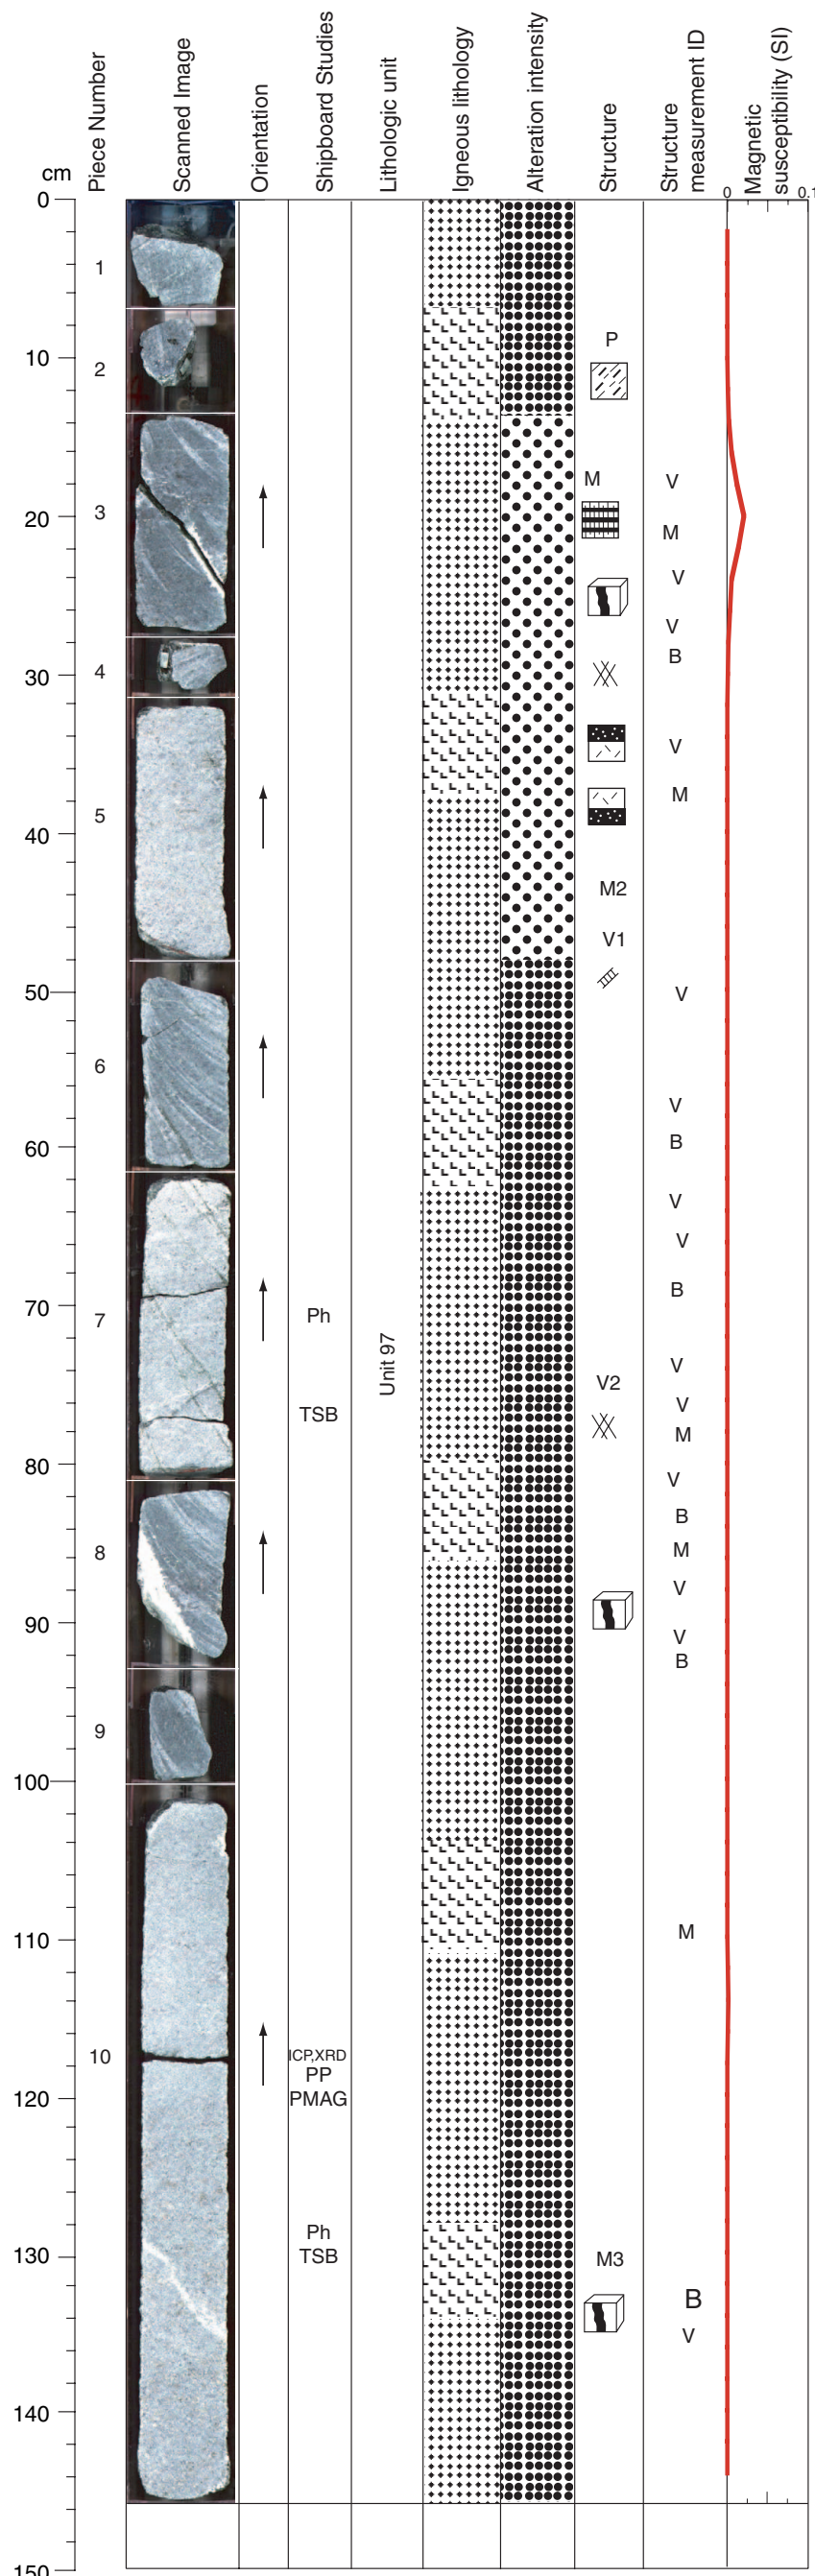 cm
Piece Number
Scanned Image
Orientation
Shipboard Studies
Lithologic unit
Igneous lithology
Alteration intensity
Structure
Structure
measurement ID
Magnetic
susceptibility (SI)
0
0.1
0
1
P
10
2
M
V
20
3
M
V
V
B
30
4
V
M
40
5
M2
V1
50
V
6
V
60
B
V
V
B
70
7
Ph
Unit 97
V
V2
V
TSB
M
80
V
B
8
M
V
90
V
B
9
100
110
M
10
ICP,XRD
PP
120
PMAG
Ph
130
TSB
M3
B
V
140
150